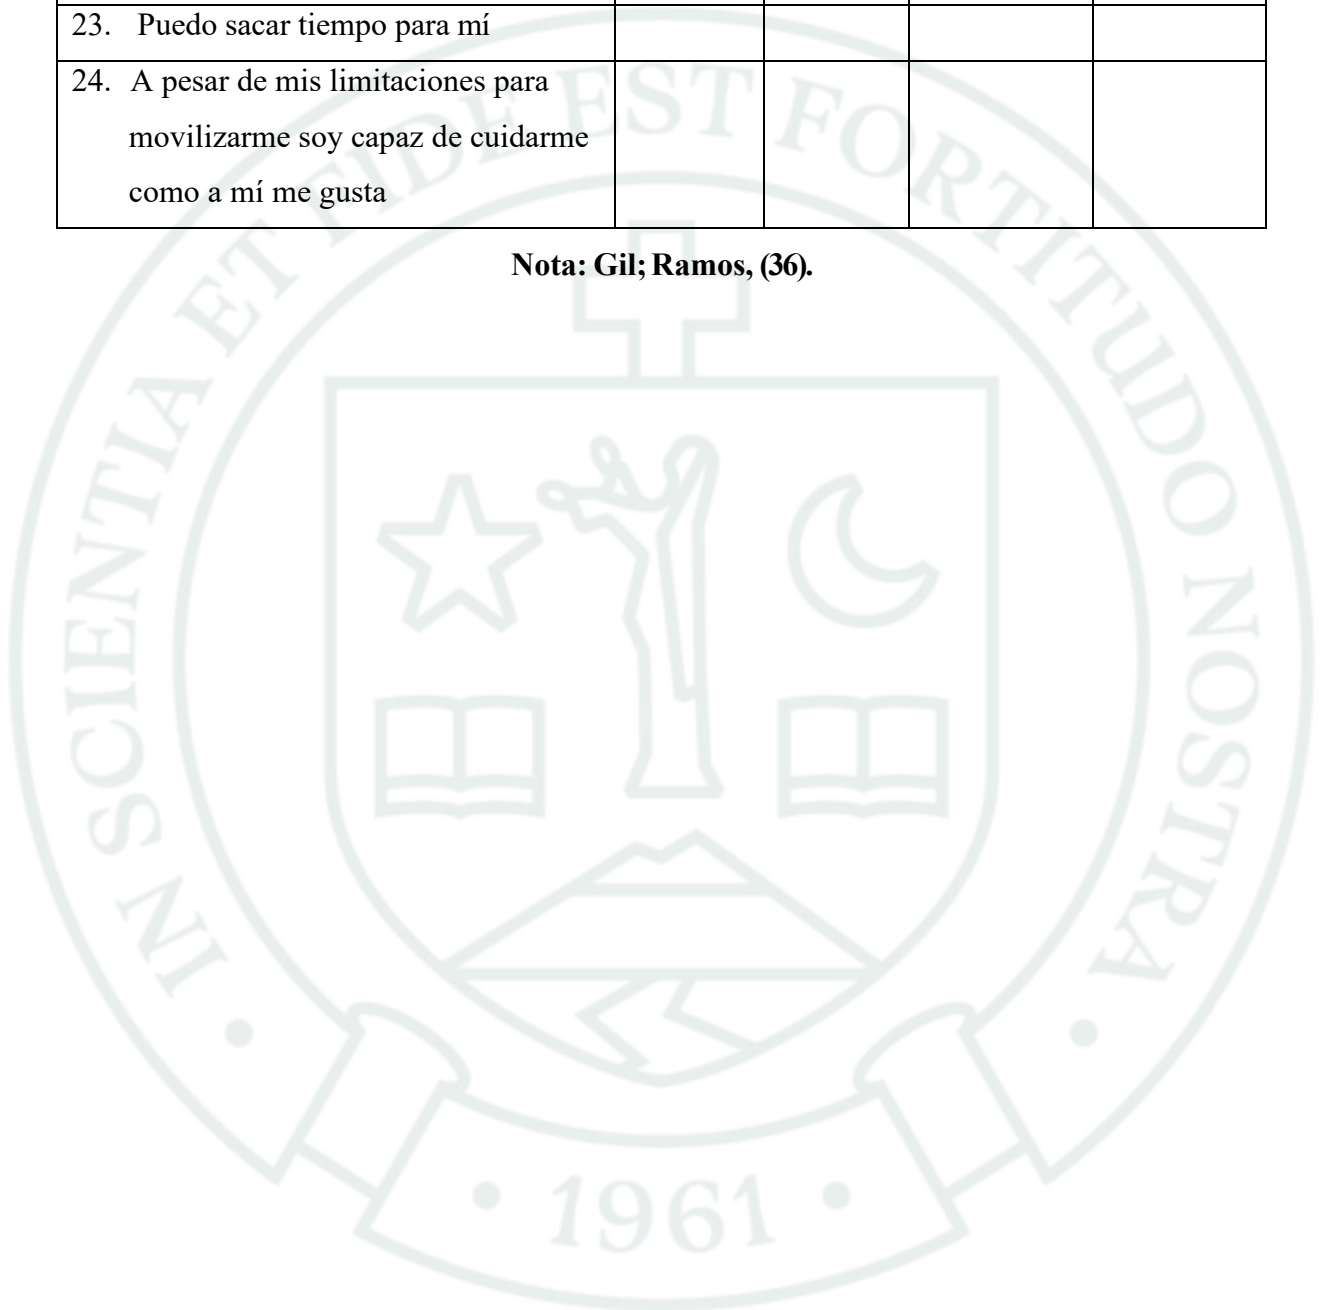 23. Puedo sacar tiempo para mí
24. A pesar de mis limitaciones para
movilizarme soy capaz de cuidarme
como a mí me gusta
Nota: Gil; Ramos, (36).
IN SCIENTIA ET FIDE EST FORTITUDO NOSTRA
• 1961 •